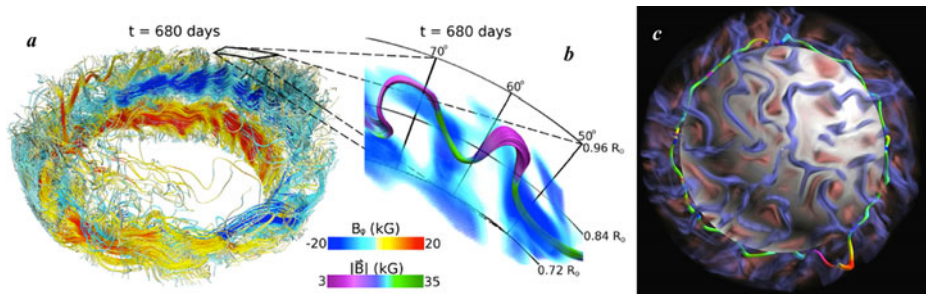 a
t = 680 days
t = 680 days
b
c
70°
60°
50°
0.96 R⊙
0.84 R⊙
0.72 R⊙
Bφ (kG)
-20
20
|B⃗| (kG)
3
35